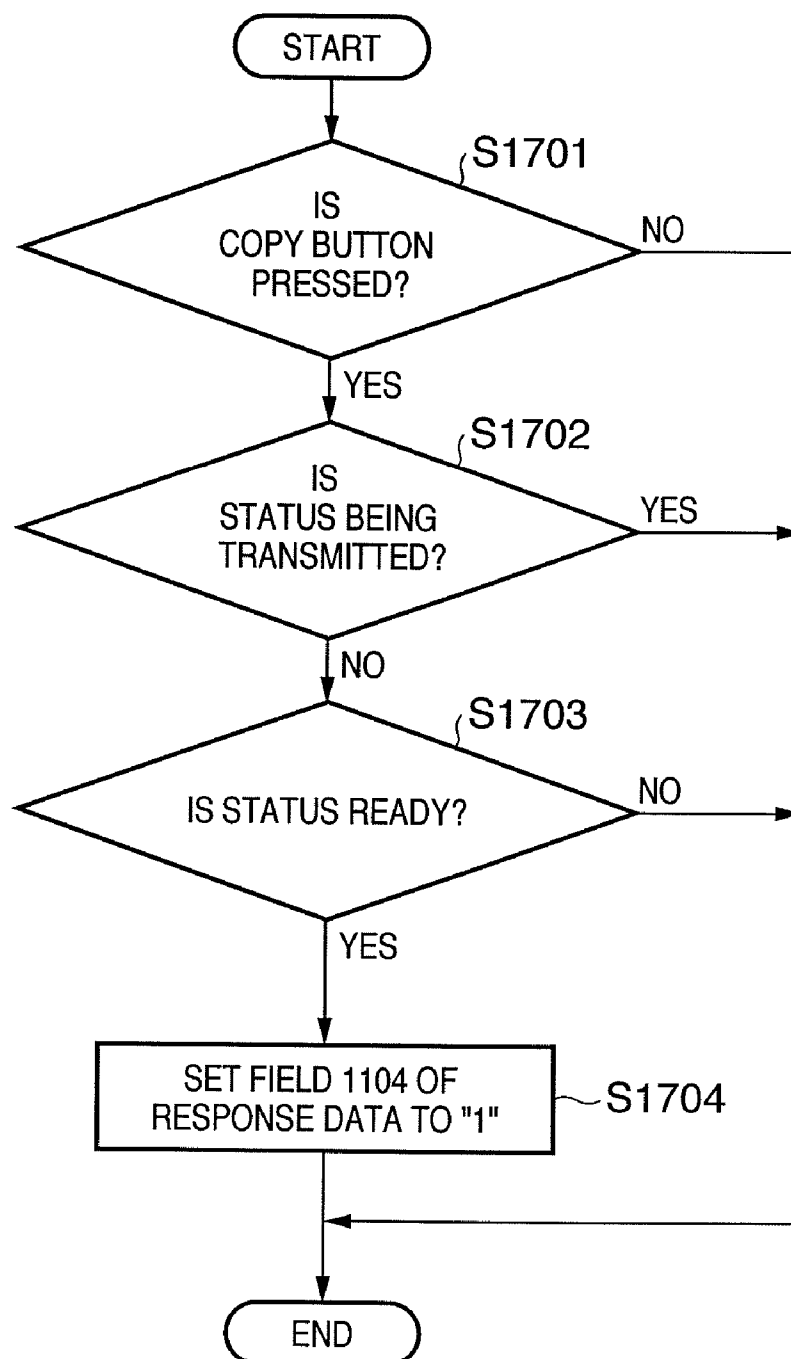 START
S1701
IS
COPY BUTTON
PRESSED?
NO
YES
S1702
IS
STATUS BEING
TRANSMITTED?
YES
NO
S1703
IS STATUS READY?
NO
YES
SET FIELD 1104 OF
RESPONSE DATA TO "1"
S1704
END